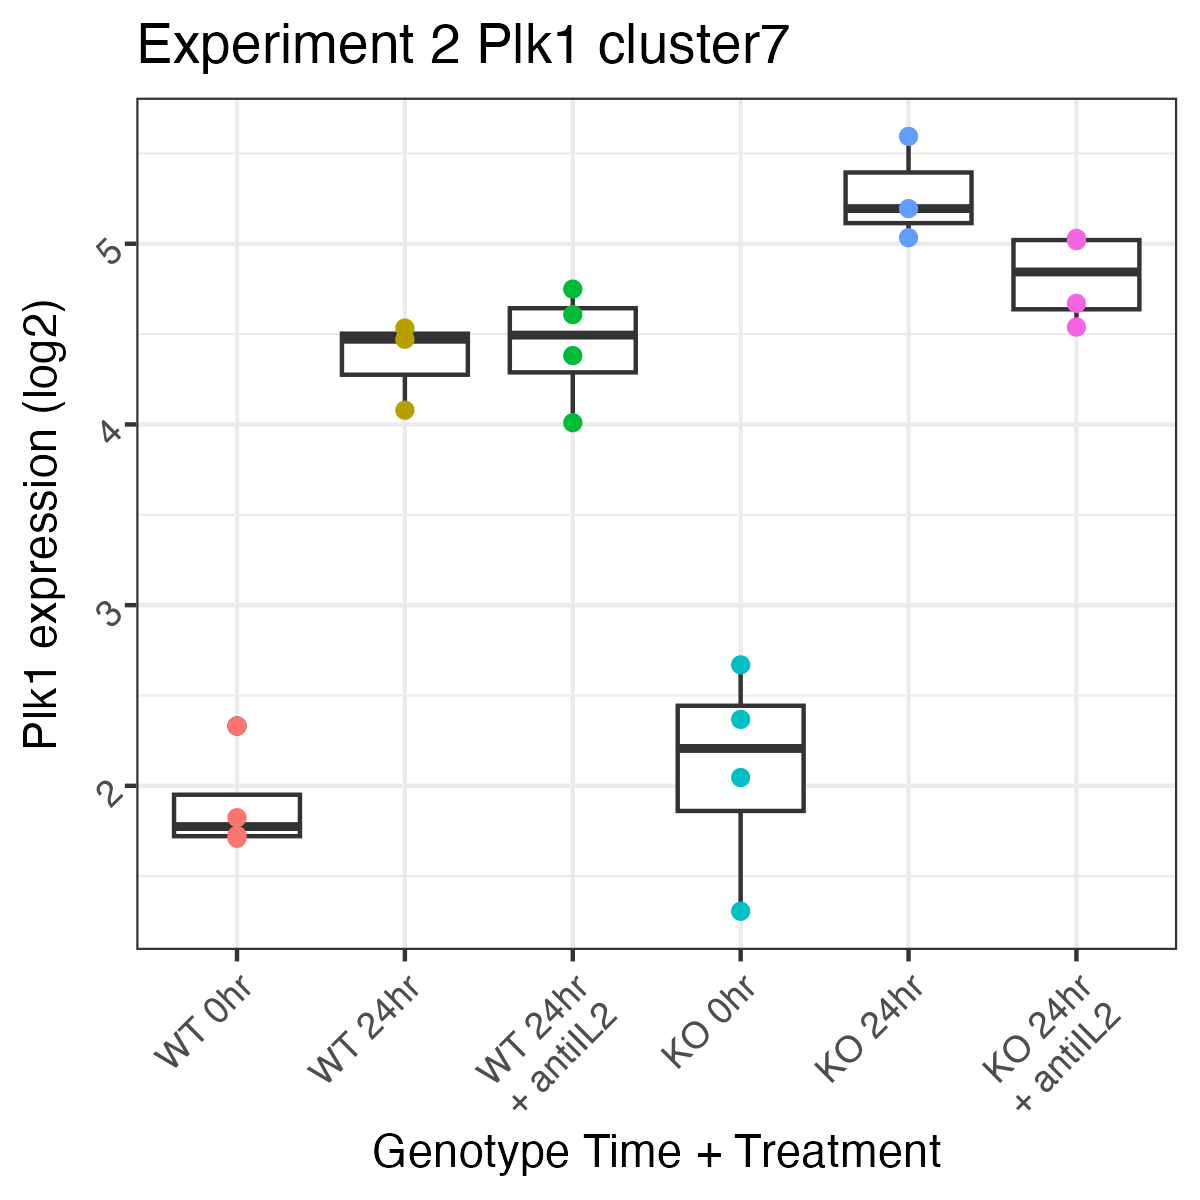 Experiment 2 Plk1 cluster7
Plk1 expression (log2)
5
4
3
2
WT 0hr
WT 24hr
WT 24hr
+ antiIL2
KO 0hr
KO 24hr
KO 24hr
+ antiIL2
Genotype Time + Treatment